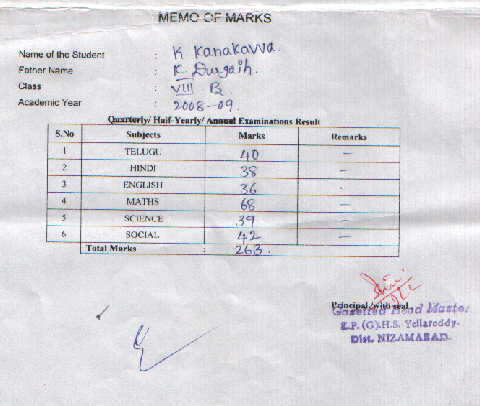 MEMO OF MARKS
Name of the Student : K Kanakavva.
Father Name : K. Durgaih.
Class : VIII B
Academic Year : 2008-09.
Quarterly/ Half-Yearly/ Annual Examinations Result
S.No Subjects Marks Remarks
1 TELUGU 40 —
2 HINDI 38 —
3 ENGLISH 36 -
4 MATHS 68 —
5 SCIENCE 39 —
6 SOCIAL 42 —
Total Marks : 263.
Principal with seal
Gazetted Head Master
Z.P. (G).H.S. Yellareddy.
Dist. NIZAMABAD.